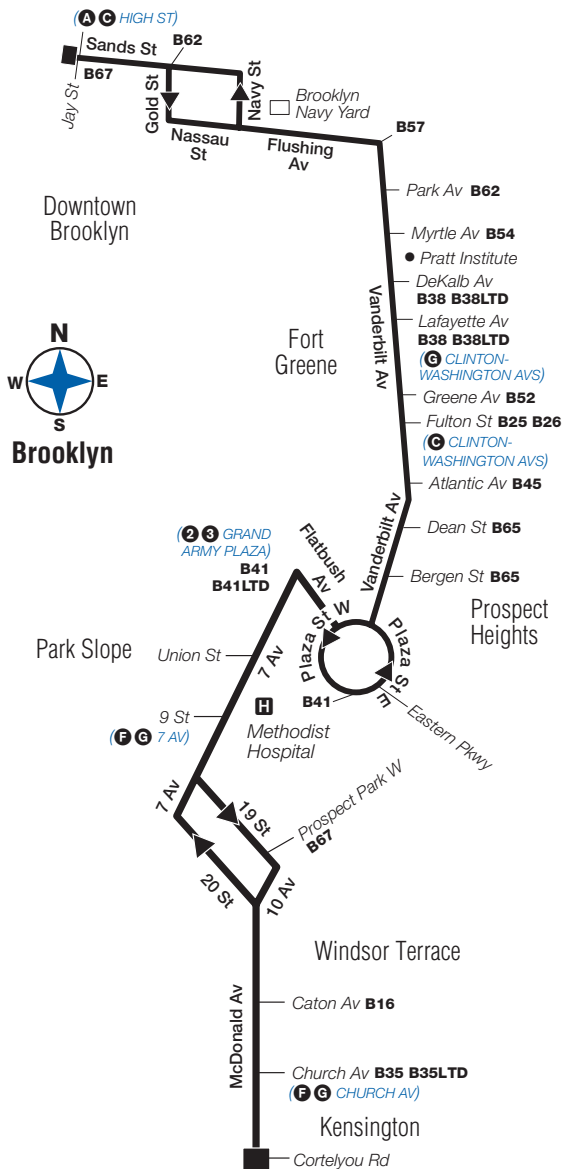 (A C HIGH ST)
Sands St
B62
B67
Jay St
Gold St
Navy St
Brooklyn
Navy Yard
Nassau
St
Flushing
Av
B57
Park Av B62
Downtown
Brooklyn
Myrtle Av B54
Pratt Institute
DeKalb Av
B38 B38LTD
Vanderbilt Av
Lafayette Av
B38 B38LTD
(G CLINTON-
WASHINGTON AVS)
Fort
Greene
N
W E
S
Brooklyn
Greene Av B52
Fulton St B25 B26
(C CLINTON-
WASHINGTON AVS)
Atlantic Av B45
Vanderbilt Av
Dean St B65
Bergen St B65
(2 3 GRAND
ARMY PLAZA)
B41
B41LTD
Flatbush
Av
Plaza St W
Plaza St E
Prospect
Heights
Park Slope
Union St
7 Av
B41
Eastern Pkwy
9 St
(F G 7 AV)
H
Methodist
Hospital
7 Av
19 St
Prospect Park W
B67
20 St
10 Av
Windsor Terrace
McDonald Av
Caton Av B16
Church Av B35 B35LTD
(F G CHURCH AV)
Kensington
Cortelyou Rd